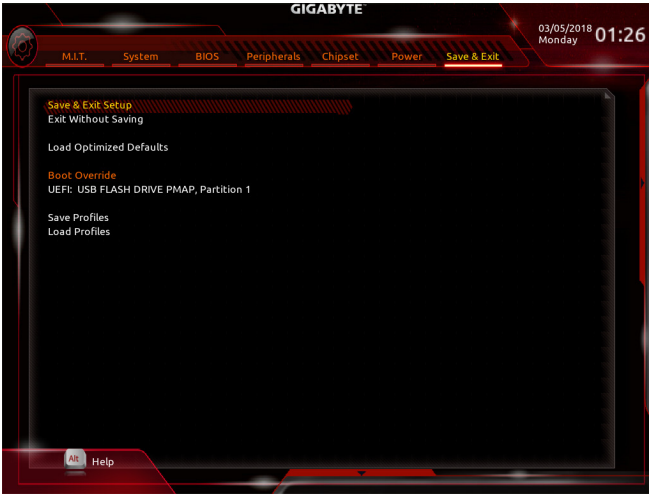 GIGABYTE™
03/05/2018 01:26
Monday
M.I.T. System BIOS Peripherals Chipset Power Save & Exit
Save & Exit Setup
Exit Without Saving
Load Optimized Defaults
Boot Override
UEFI: USB FLASH DRIVE PMAP, Partition 1
Save Profiles
Load Profiles
Alt Help